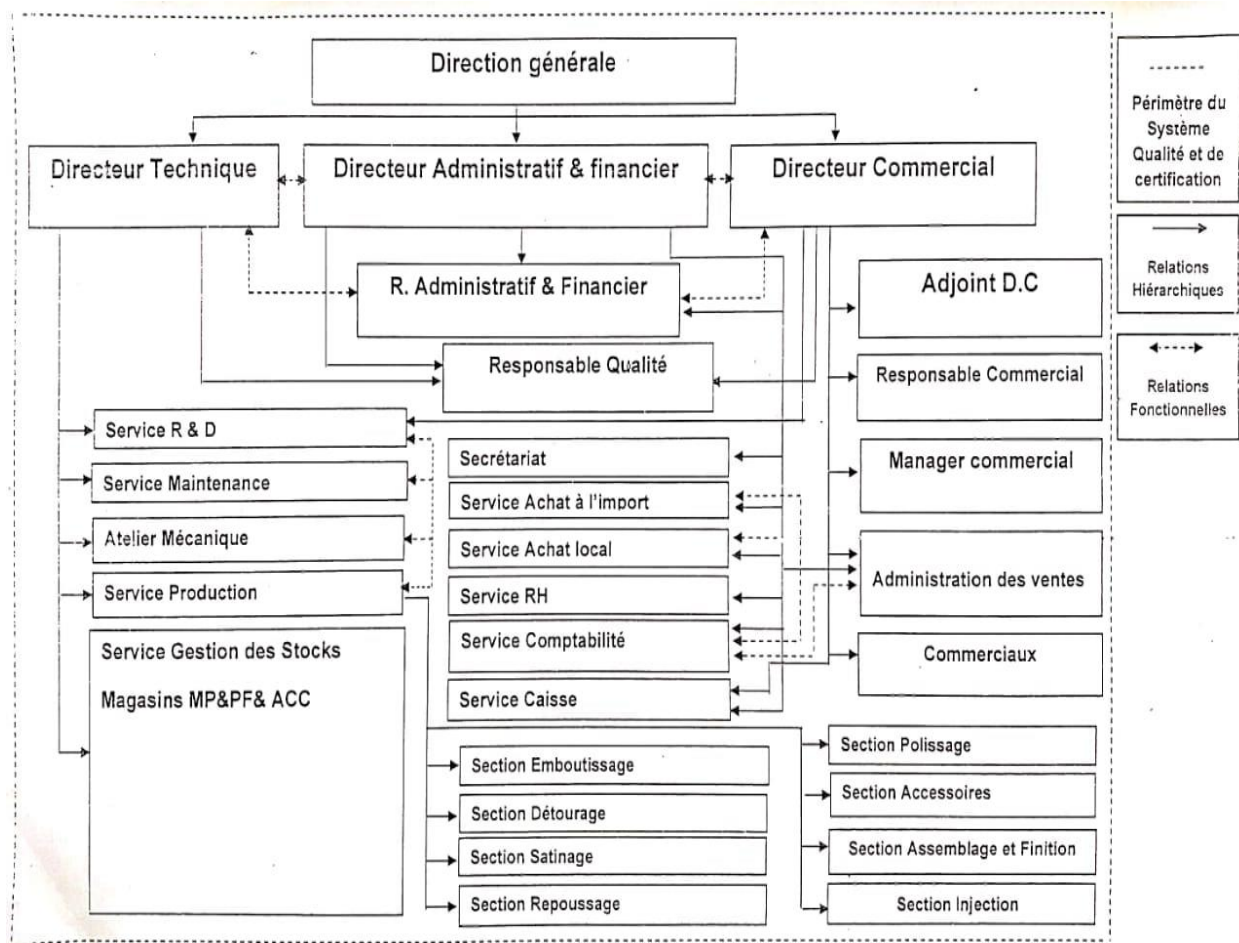 Direction générale
Directeur Technique
Directeur Administratif & financier
Directeur Commercial
R. Administratif & Financier
Adjoint D.C
Responsable Qualité
Responsable Commercial
Service R & D
Secrétariat
Manager commercial
Service Maintenance
Service Achat à l'import
Atelier Mécanique
Service Achat local
Administration des ventes
Service Production
Service RH
Service Gestion des Stocks
Magasins MP&PF& ACC
Service Comptabilité
Commerciaux
Service Caisse
Section Emboutissage
Section Détourage
Section Satinage
Section Repoussage
Section Polissage
Section Accessoires
Section Assemblage et Finition
Section Injection
Périmètre du
Système
Qualité et de
certification
Relations
Hiérarchiques
Relations
Fonctionnelles